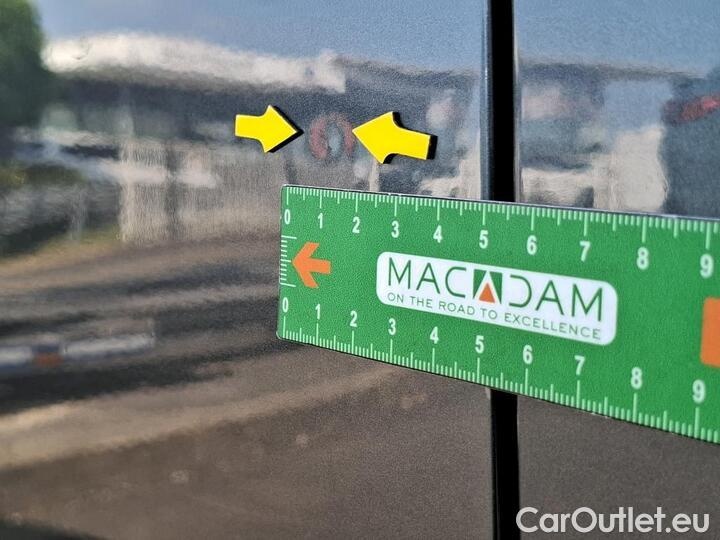 0 1 2 3 4 5 6 7 8 9
MACADAM
ON THE ROAD TO EXCELLENCE
0 1 2 3 4 5 6 7 8 9
CarOutlet.eu